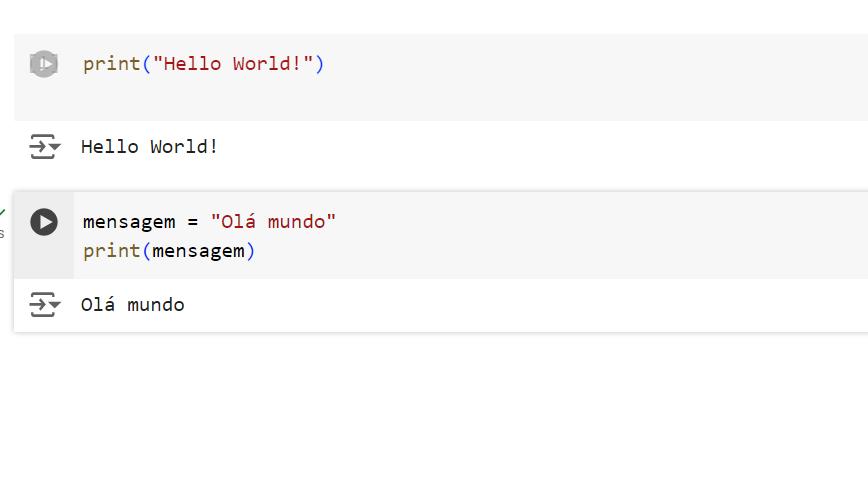 print("Hello World!")
Hello World!
mensagem = "Olá mundo"
print(mensagem)
Olá mundo